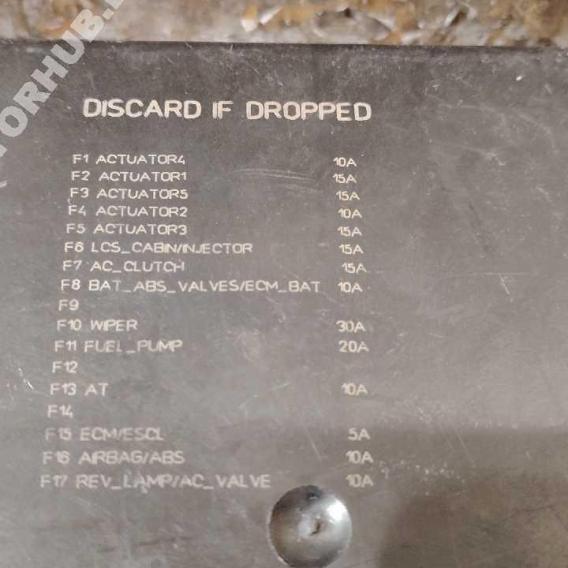 DISCARD IF DROPPED
F1 ACTUATOR4 10A
F2 ACTUATOR1 15A
F3 ACTUATOR5 15A
F4 ACTUATOR2 10A
F5 ACTUATOR3 15A
F6 LCS_CABIN/INJECTOR 15A
F7 AC_CLUTCH 15A
F8 BAT_ABS_VALVES/ECM_BAT 10A
F9
F10 WIPER 30A
F11 FUEL_PUMP 20A
F12
F13 AT 10A
F14
F15 ECM/ESCL 5A
F16 AIRBAG/ABS 10A
F17 REV_LAMP/AC_VALVE 10A